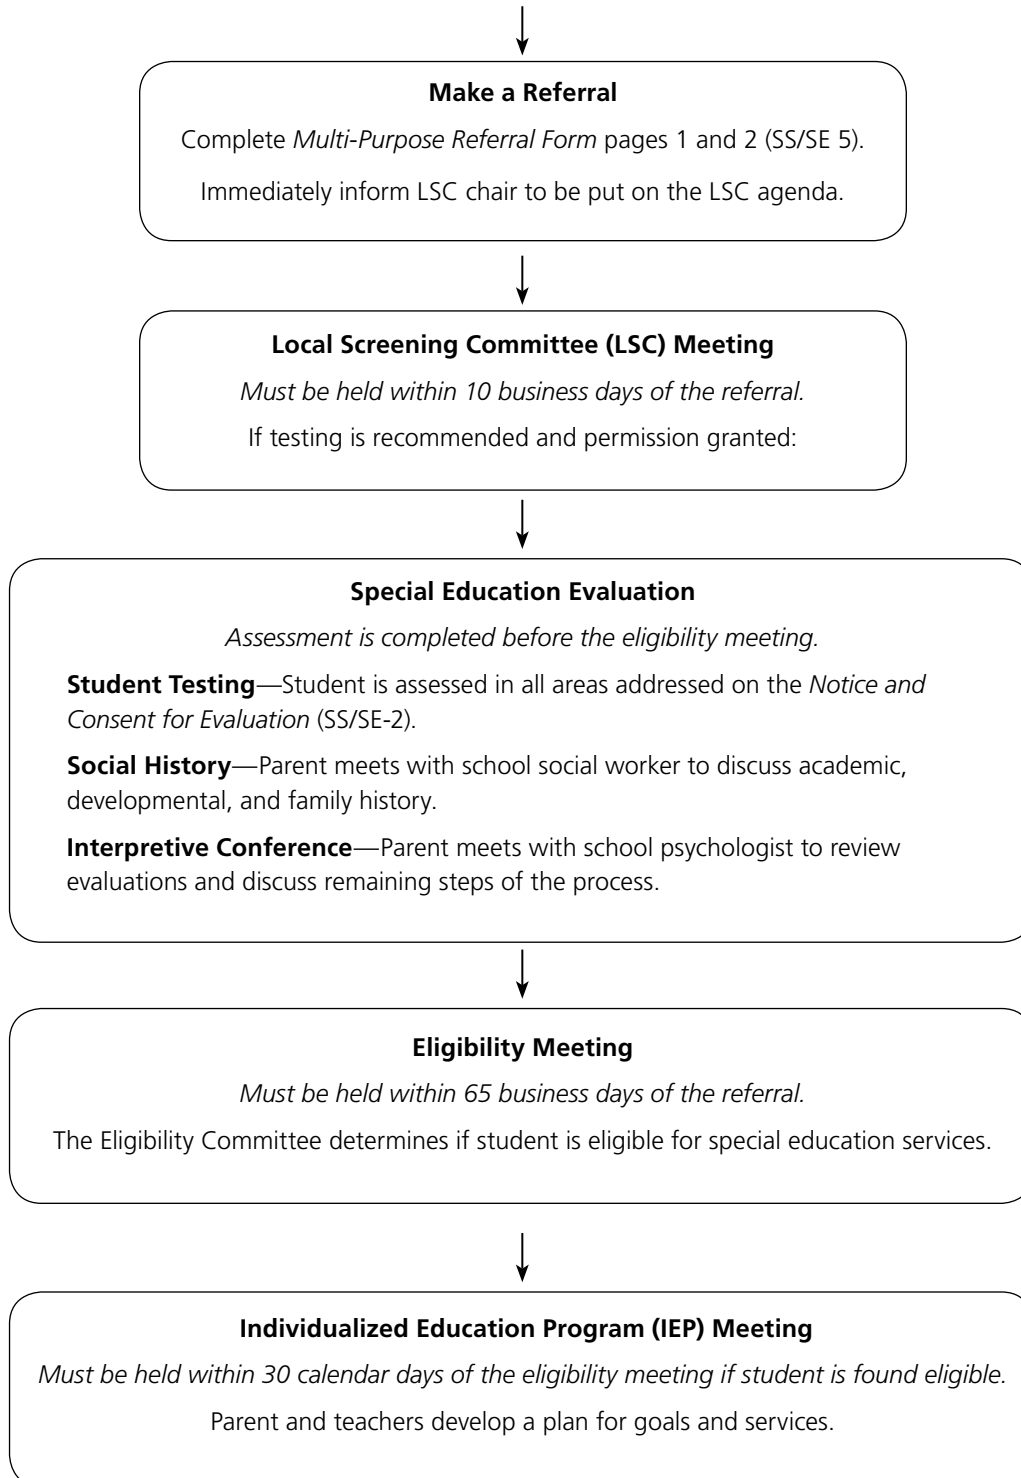 Make a Referral
Complete Multi-Purpose Referral Form pages 1 and 2 (SS/SE 5).
Immediately inform LSC chair to be put on the LSC agenda.
Local Screening Committee (LSC) Meeting
Must be held within 10 business days of the referral.
If testing is recommended and permission granted:
Special Education Evaluation
Assessment is completed before the eligibility meeting.
Student Testing—Student is assessed in all areas addressed on the Notice and
Consent for Evaluation (SS/SE-2).
Social History—Parent meets with school social worker to discuss academic,
developmental, and family history.
Interpretive Conference—Parent meets with school psychologist to review
evaluations and discuss remaining steps of the process.
Eligibility Meeting
Must be held within 65 business days of the referral.
The Eligibility Committee determines if student is eligible for special education services.
Individualized Education Program (IEP) Meeting
Must be held within 30 calendar days of the eligibility meeting if student is found eligible.
Parent and teachers develop a plan for goals and services.